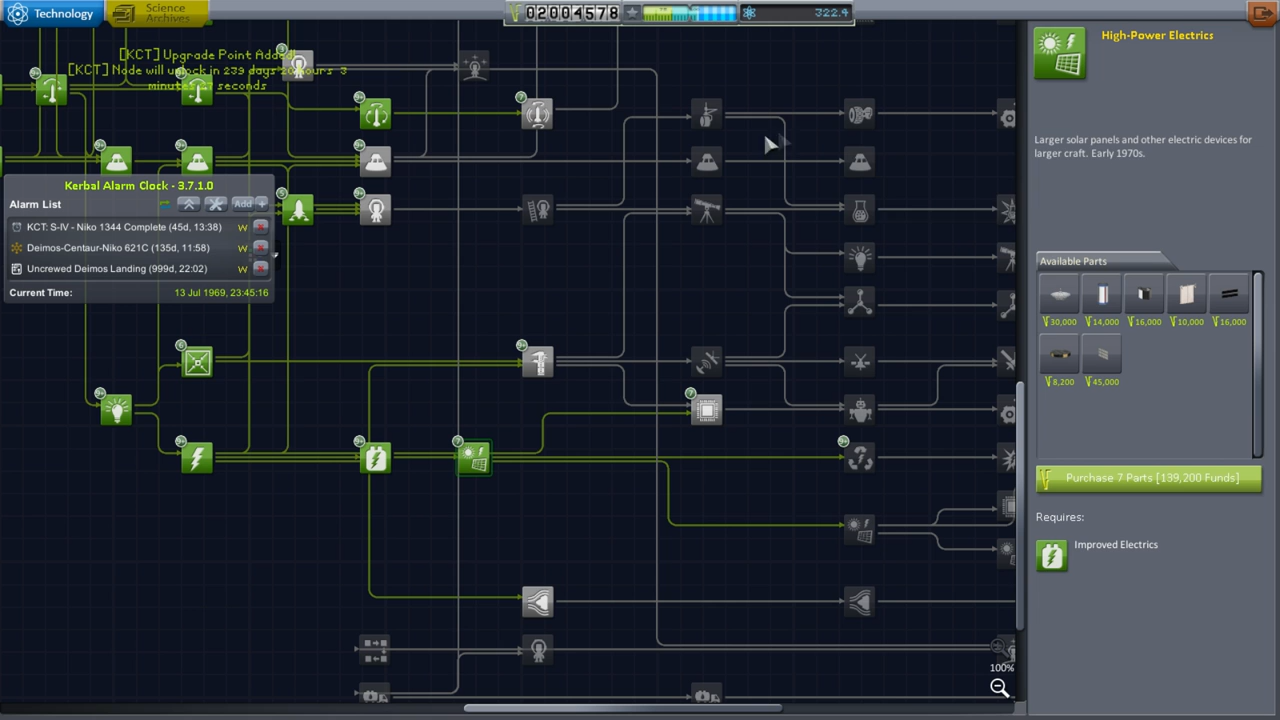 Technology
Science
Archives
02004578
322.4
[KCT] Upgrade Point Added!
[KCT] Node will unlock in 239 days 20 hours 3
seconds
Kerbal Alarm Clock - 3.7.1.0
Alarm List
Add +
KCT: S-IV - Niko 1344 Complete (45d, 13:38) W
Deimos-Centaur-Niko 621C (135d, 11:58) W
Uncrewed Deimos Landing (999d, 22:02) W
Current Time: 13 Jul 1969, 23:45:16
100%
High-Power Electrics
Larger solar panels and other electric devices for
larger craft. Early 1970s.
Available Parts
30,000 14,000 16,000 10,000 16,000
8,200 45,000
Purchase 7 Parts [139,200 Funds]
Requires:
Improved Electrics